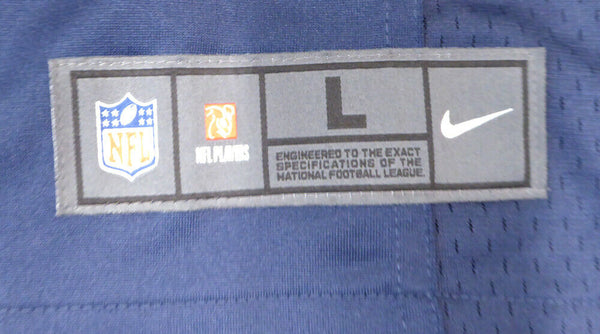 NFL
NFL PLAYERS
L
ENGINEERED TO THE EXACT
SPECIFICATIONS OF THE
NATIONAL FOOTBALL LEAGUE.